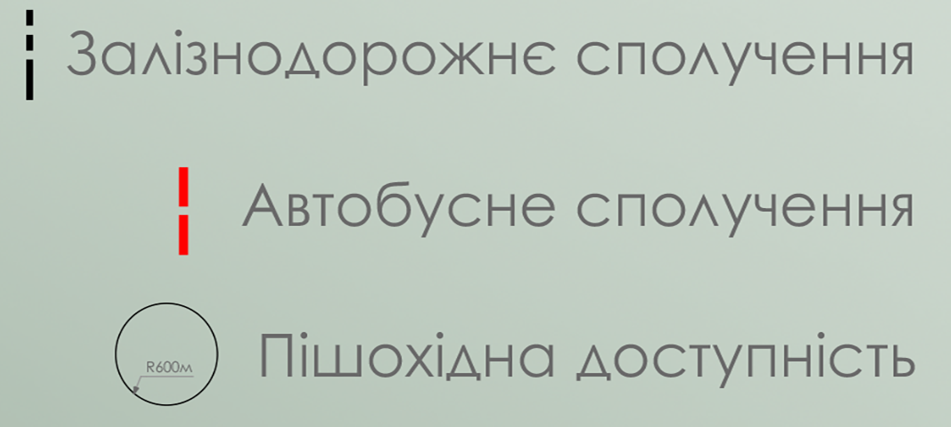 Залізнодорожнє сполучення
Автобусне сполучення
R600м
Пішохідна доступність